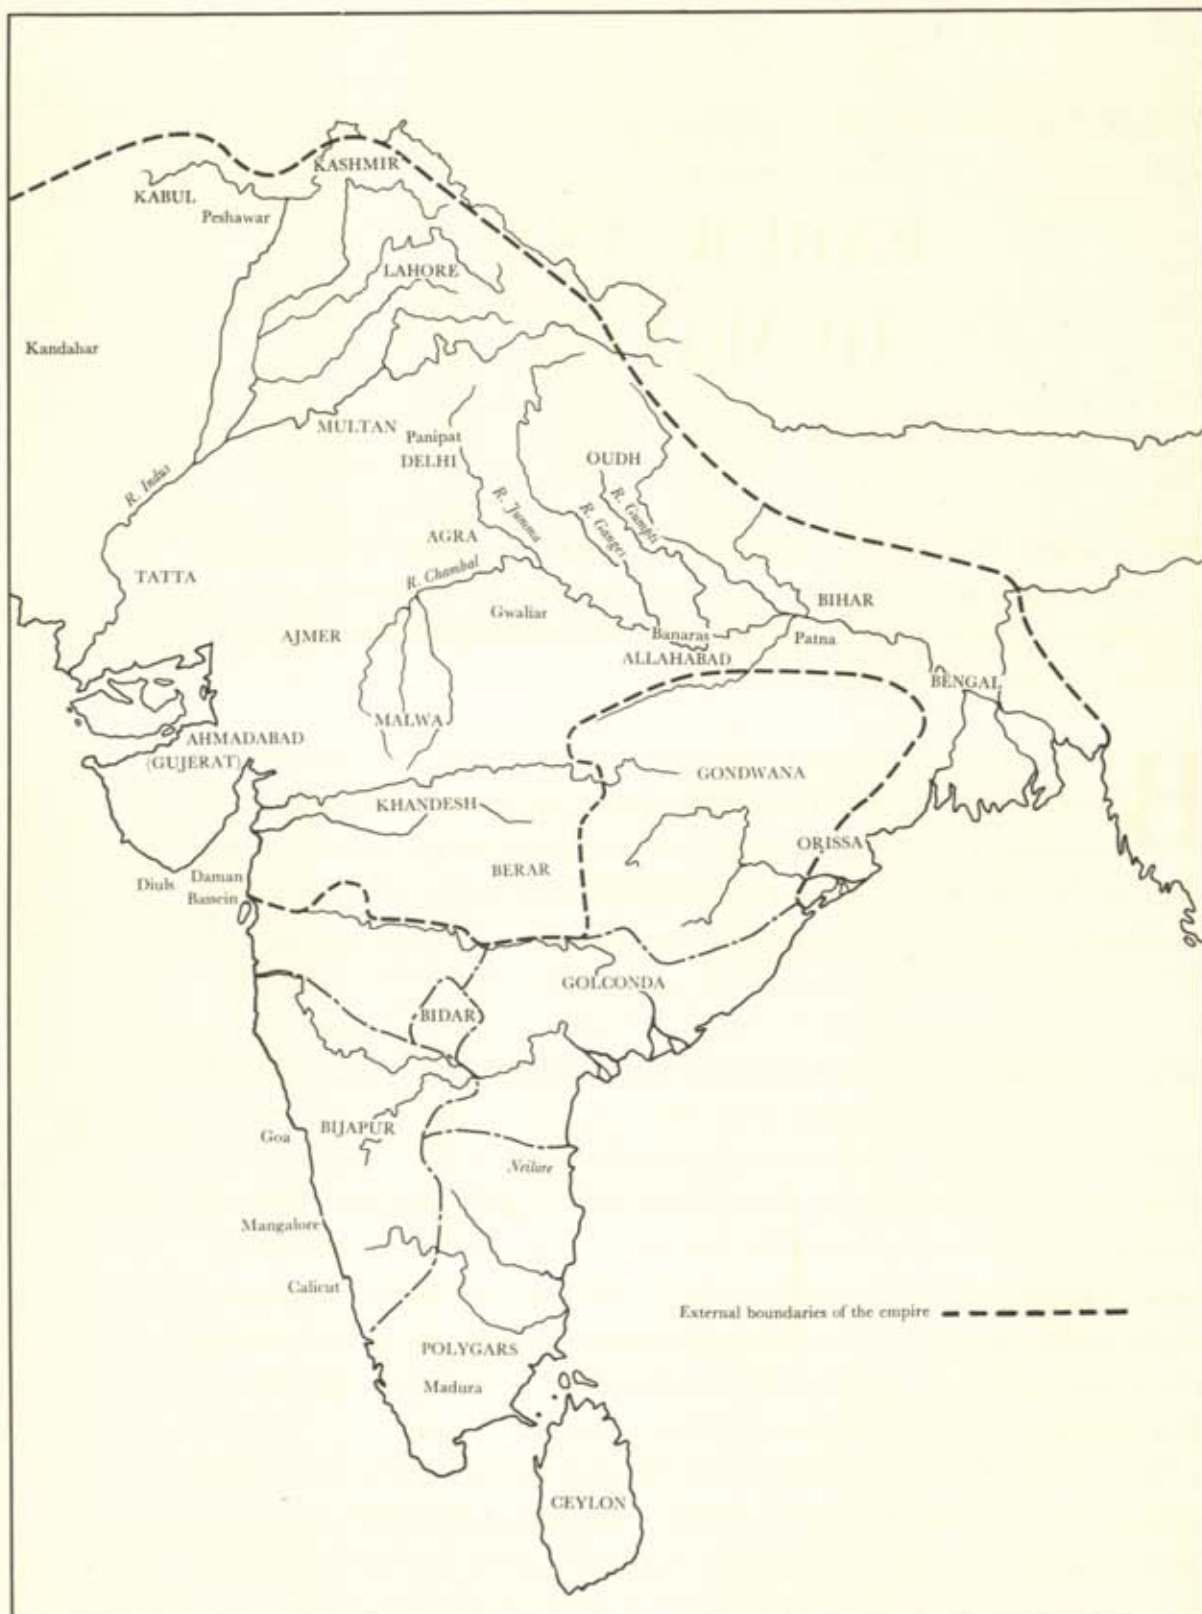 KASHMIR
KABUL
Peshawar
LAHORE
Kandahar
MULTAN
Panipat
DELHI
OUDH
R. Indus
R. Jumna
R. Ganges
R. Gumpti
AGRA
R. Chambal
TATTA
Gwaliar
BIHAR
AJMER
Banaras
Patna
ALLAHABAD
BENGAL
MALWA
AHMADABAD
(GUJERAT)
GONDWANA
KHANDESH
ORISSA
BERAR
Diuls
Daman
Bassein
GOLCONDA
BIDAR
BIJAPUR
Goa
Nellore
Mangalore
Calicut
External boundaries of the empire
POLYGARS
Madura
CEYLON